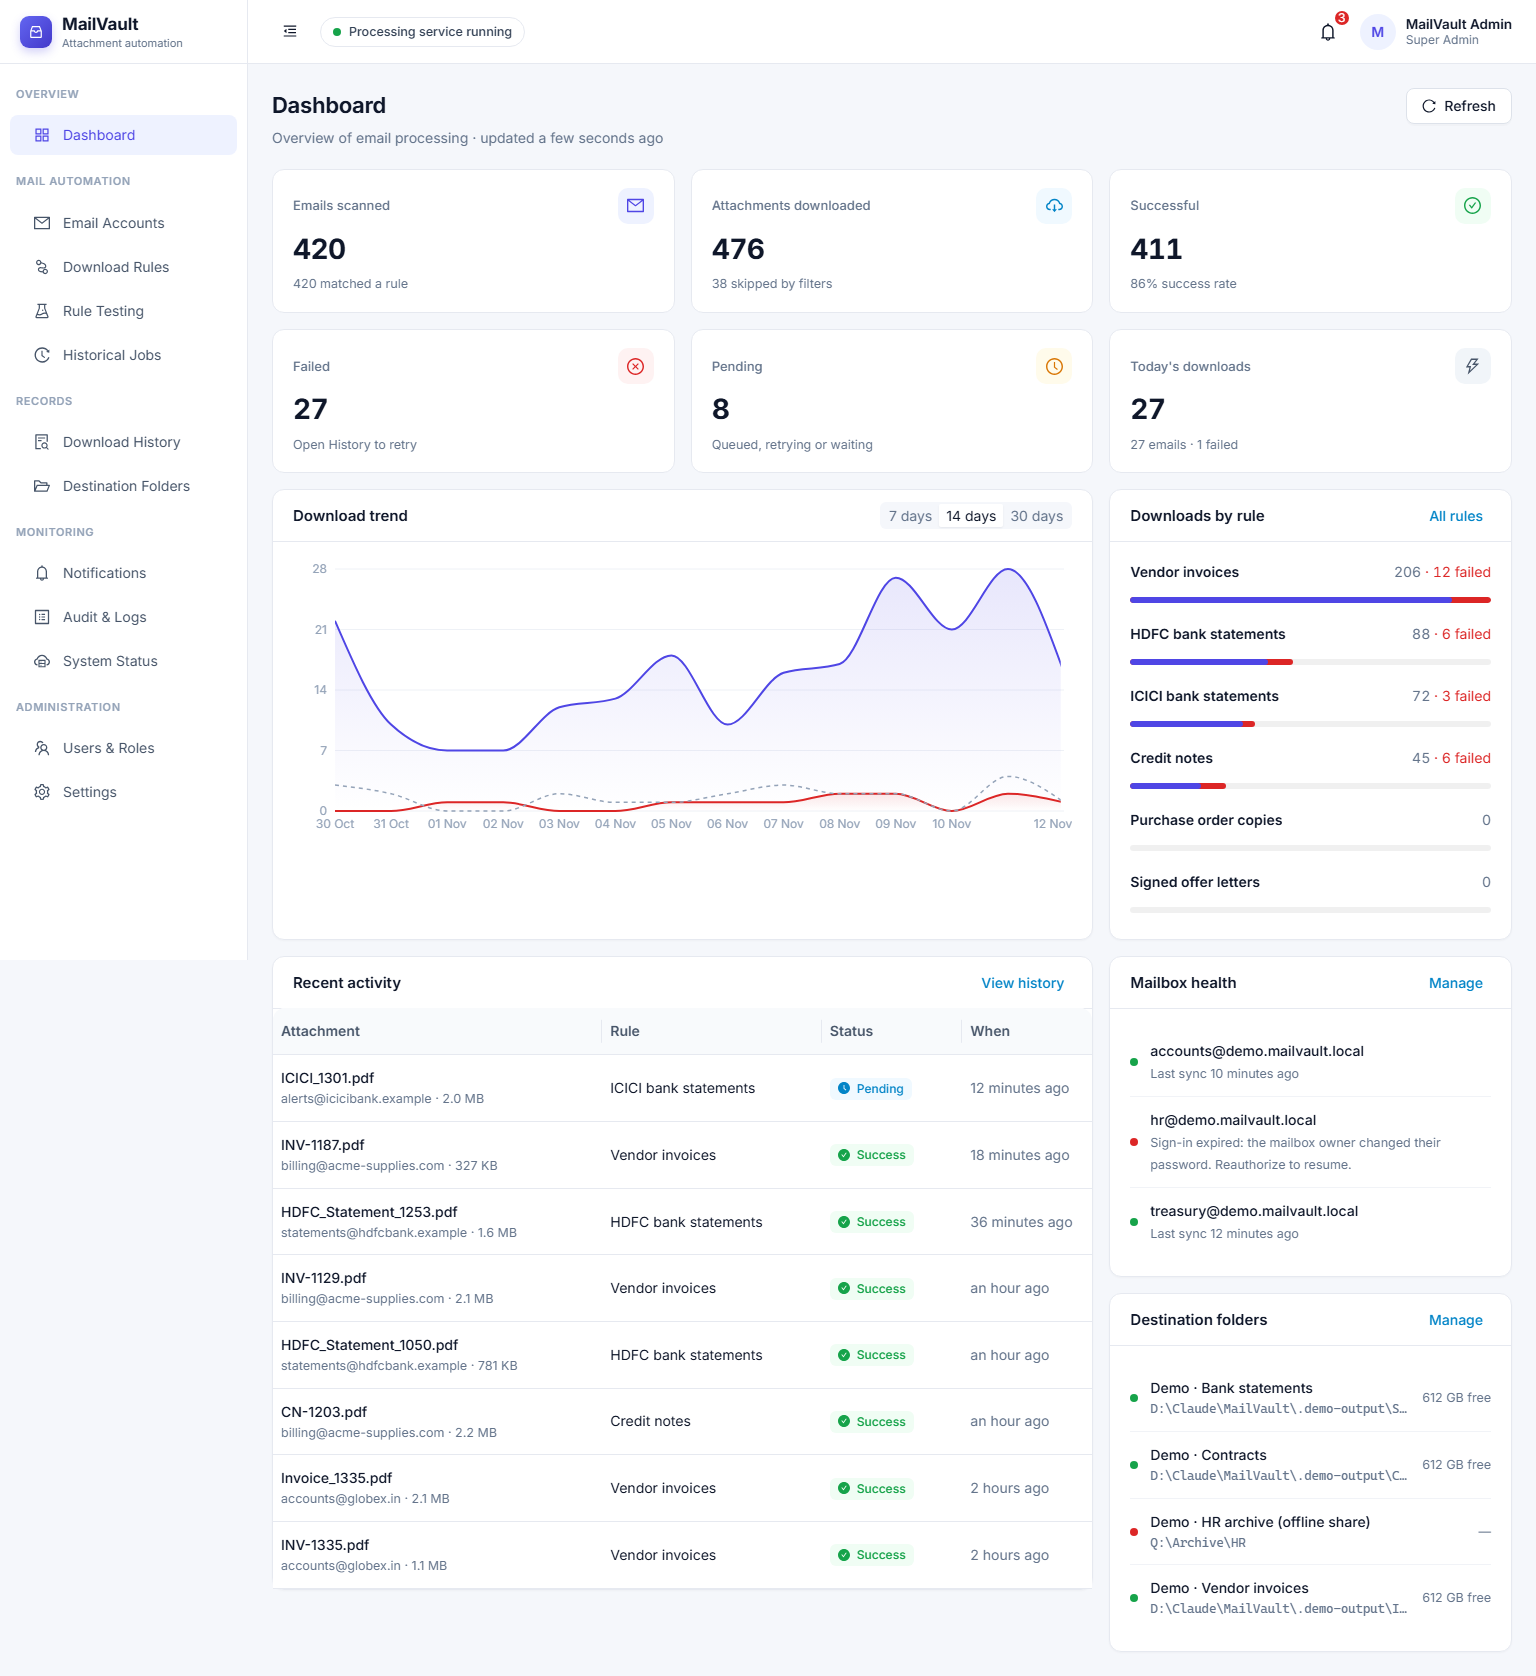 MailVault
Attachment automation
Processing service running
3
M
MailVault Admin
Super Admin
OVERVIEW
Dashboard
MAIL AUTOMATION
Email Accounts
Download Rules
Rule Testing
Historical Jobs
RECORDS
Download History
Destination Folders
MONITORING
Notifications
Audit & Logs
System Status
ADMINISTRATION
Users & Roles
Settings
Dashboard
Overview of email processing · updated a few seconds ago
Refresh
Emails scanned
420
420 matched a rule
Attachments downloaded
476
38 skipped by filters
Successful
411
86% success rate
Failed
27
Open History to retry
Pending
8
Queued, retrying or waiting
Today's downloads
27
27 emails · 1 failed
Download trend
7 days 14 days 30 days
28
21
14
7
0
30 Oct 31 Oct 01 Nov 02 Nov 03 Nov 04 Nov 05 Nov 06 Nov 07 Nov 08 Nov 09 Nov 10 Nov 12 Nov
Downloads by rule All rules
Vendor invoices 206 · 12 failed
HDFC bank statements 88 · 6 failed
ICICI bank statements 72 · 3 failed
Credit notes 45 · 6 failed
Purchase order copies 0
Signed offer letters 0
Recent activity View history
Attachment Rule Status When
ICICI_1301.pdf
alerts@icicibank.example · 2.0 MB
ICICI bank statements Pending 12 minutes ago
INV-1187.pdf
billing@acme-supplies.com · 327 KB
Vendor invoices Success 18 minutes ago
HDFC_Statement_1253.pdf
statements@hdfcbank.example · 1.6 MB
HDFC bank statements Success 36 minutes ago
INV-1129.pdf
billing@acme-supplies.com · 2.1 MB
Vendor invoices Success an hour ago
HDFC_Statement_1050.pdf
statements@hdfcbank.example · 781 KB
HDFC bank statements Success an hour ago
CN-1203.pdf
billing@acme-supplies.com · 2.2 MB
Credit notes Success an hour ago
Invoice_1335.pdf
accounts@globex.in · 2.1 MB
Vendor invoices Success 2 hours ago
INV-1335.pdf
accounts@globex.in · 1.1 MB
Vendor invoices Success 2 hours ago
Mailbox health Manage
accounts@demo.mailvault.local
Last sync 10 minutes ago
hr@demo.mailvault.local
Sign-in expired: the mailbox owner changed their
password. Reauthorize to resume.
treasury@demo.mailvault.local
Last sync 12 minutes ago
Destination folders Manage
Demo · Bank statements
D:\Claude\MailVault\.demo-output\S…
612 GB free
Demo · Contracts
D:\Claude\MailVault\.demo-output\C…
612 GB free
Demo · HR archive (offline share)
Q:\Archive\HR
—
Demo · Vendor invoices
D:\Claude\MailVault\.demo-output\I…
612 GB free